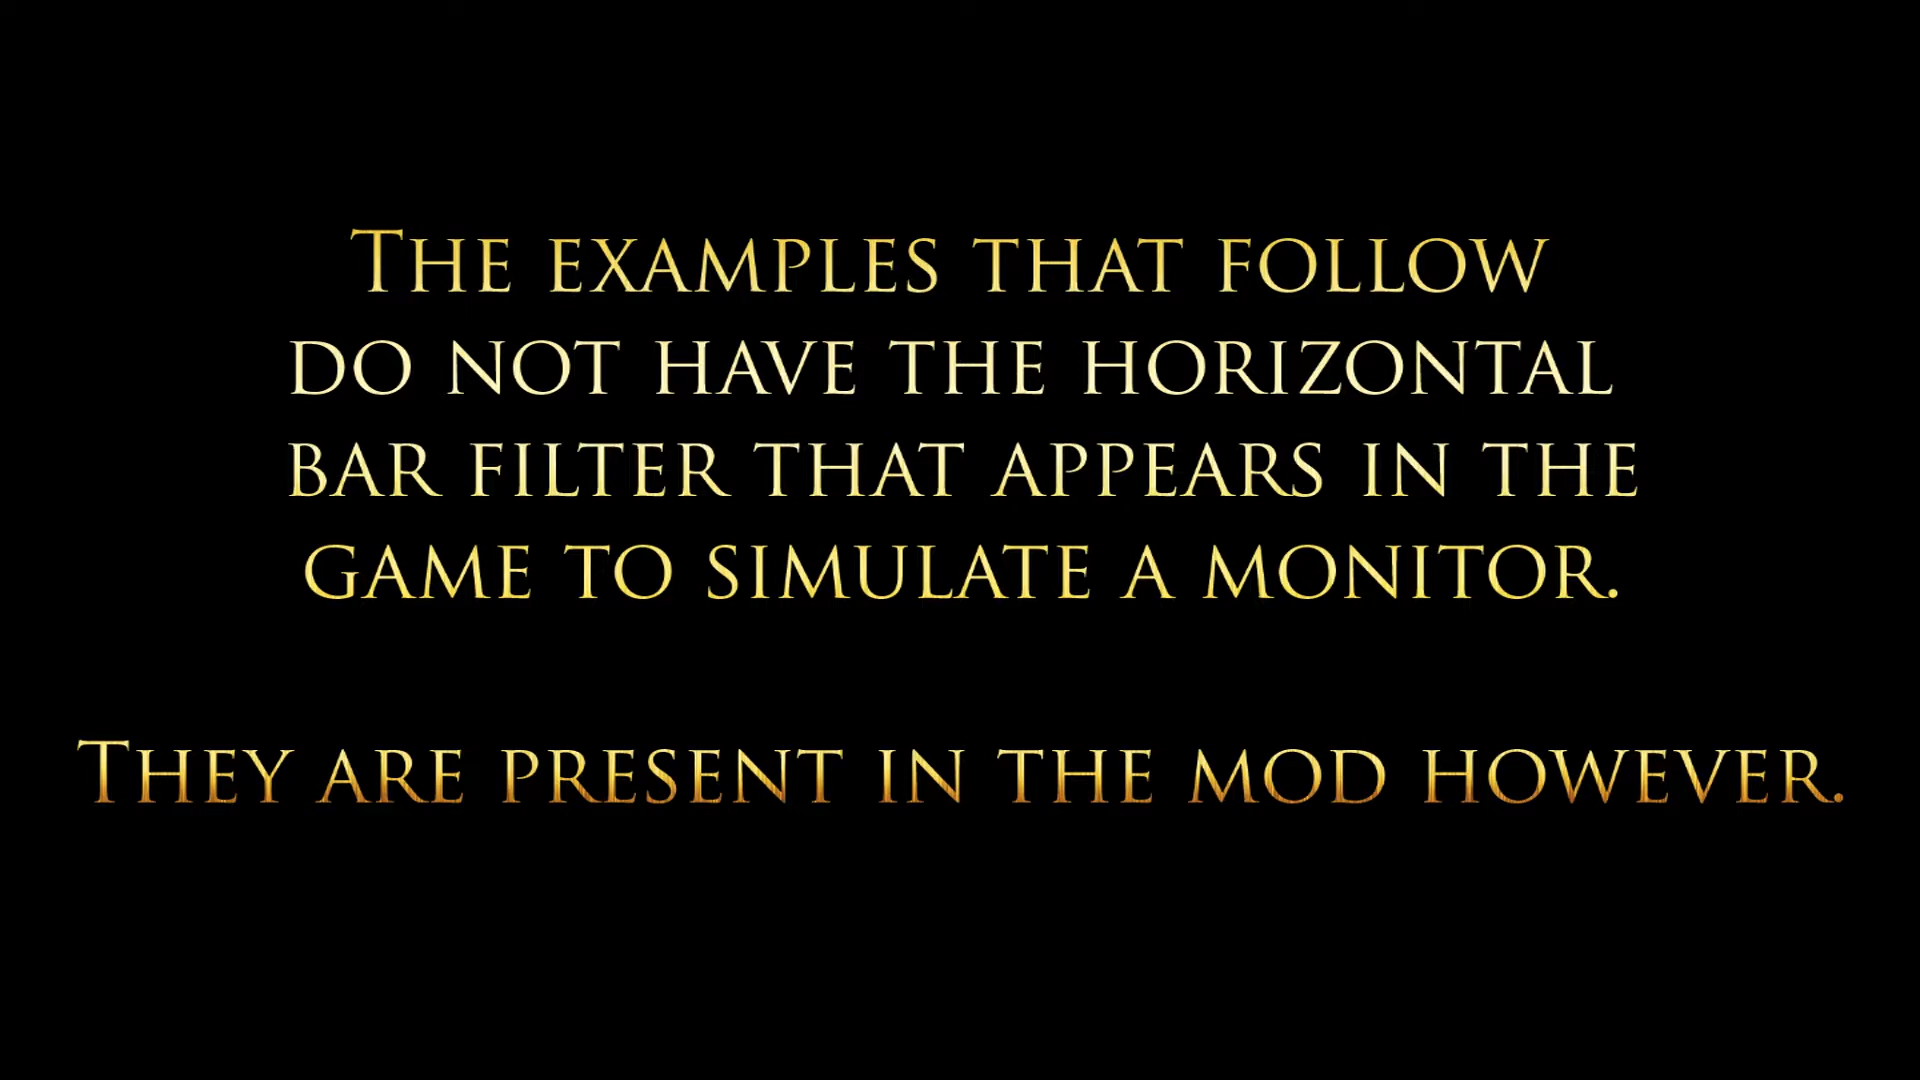 The examples that follow
do not have the horizontal
bar filter that appears in the
game to simulate a monitor.
They are present in the mod however.